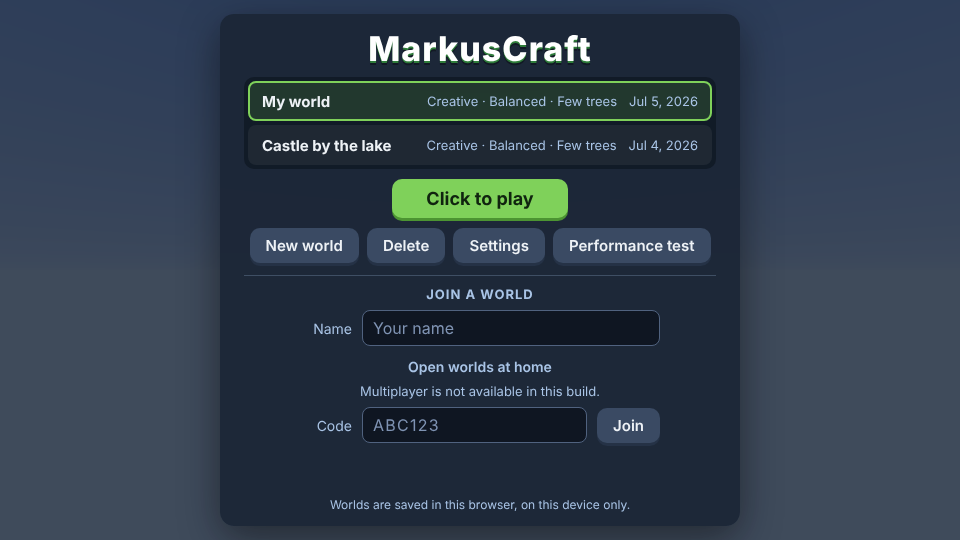 MarkusCraft
My world Creative · Balanced · Few trees Jul 5, 2026
Castle by the lake Creative · Balanced · Few trees Jul 4, 2026
Click to play
New world Delete Settings Performance test
JOIN A WORLD
Name Your name
Open worlds at home
Multiplayer is not available in this build.
Code ABC123 Join
Worlds are saved in this browser, on this device only.